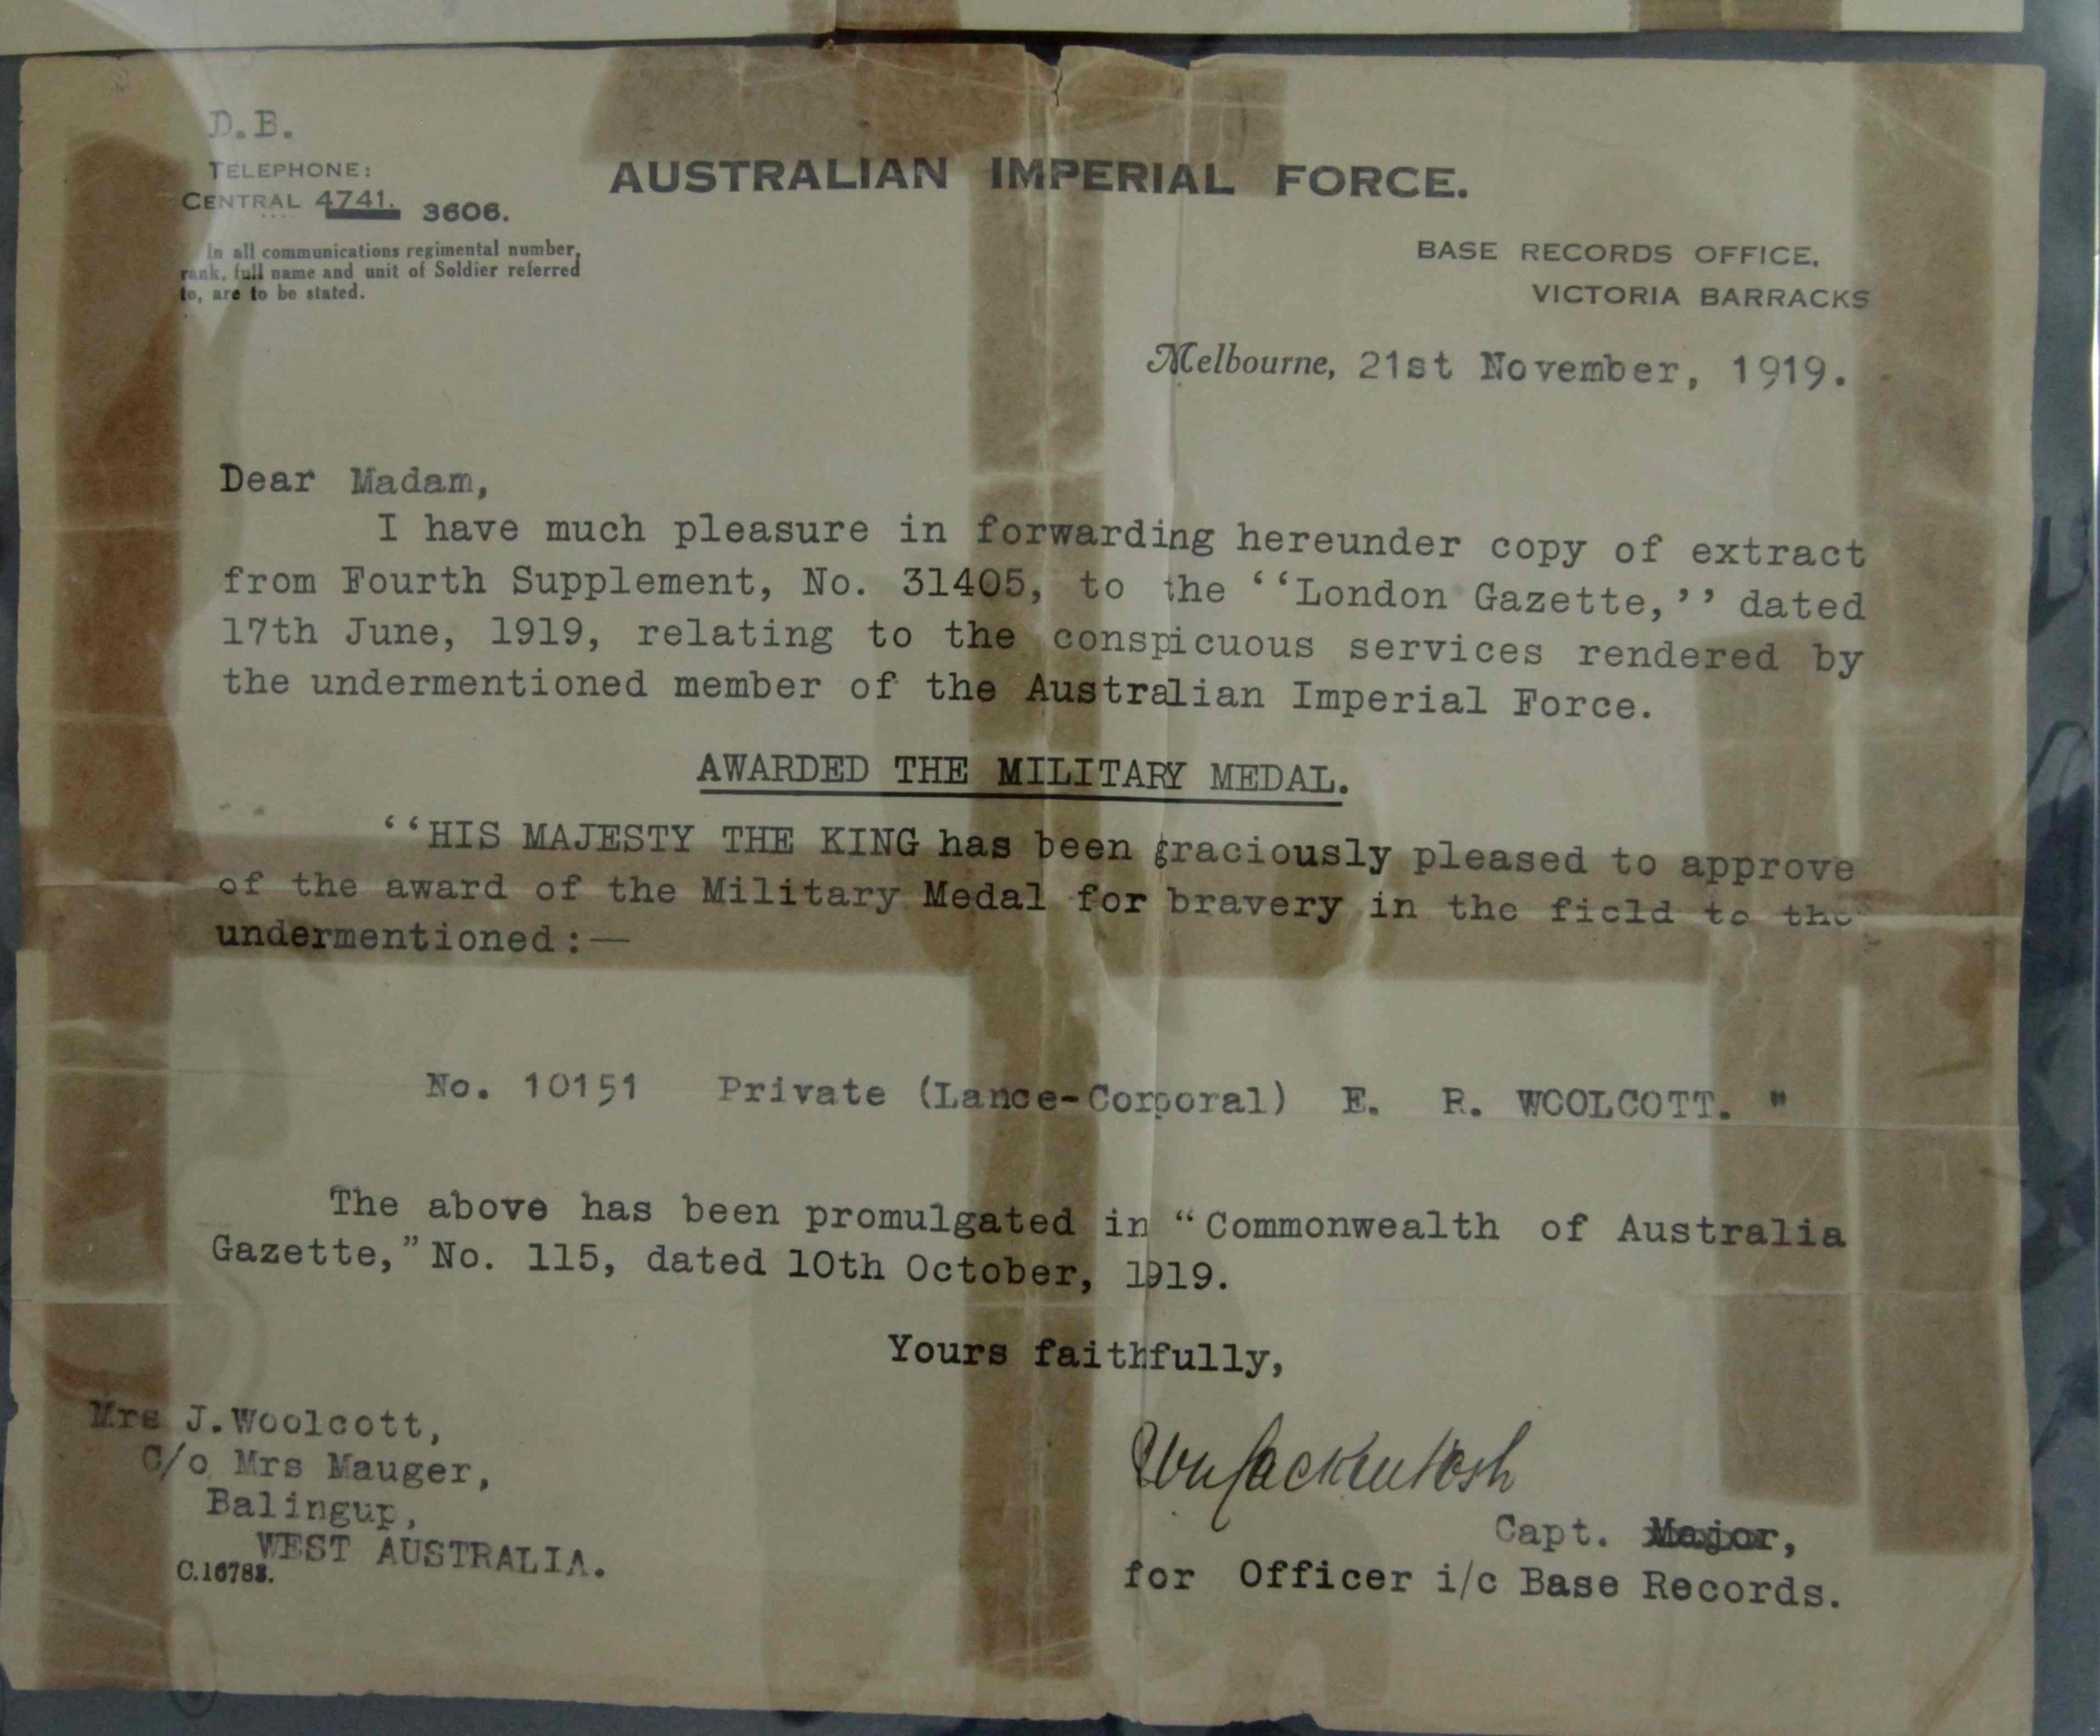 D.B.
TELEPHONE:
CENTRAL 4741. 3606.
In all communications regimental number,
rank, full name and unit of Soldier referred
to, are to be stated.
AUSTRALIAN IMPERIAL FORCE.
BASE RECORDS OFFICE,
VICTORIA BARRACKS
Melbourne, 21st November, 1919.
Dear Madam,
I have much pleasure in forwarding hereunder copy of extract
from Fourth Supplement, No. 31405, to the ‘‘London Gazette,’’ dated
17th June, 1919, relating to the conspicuous services rendered by
the undermentioned member of the Australian Imperial Force.
AWARDED THE MILITARY MEDAL.
‘‘HIS MAJESTY THE KING has been graciously pleased to approve
of the award of the Military Medal for bravery in the field to the
undermentioned:—
No. 10151 Private (Lance-Corporal) E. R. WOOLCOTT. "
The above has been promulgated in “Commonwealth of Australia
Gazette,” No. 115, dated 10th October, 1919.
Yours faithfully,
Mrs J.Woolcott,
C/o Mrs Mauger,
Balingup,
WEST AUSTRALIA.
C.16783.
Capt. Major,
for Officer i/c Base Records.